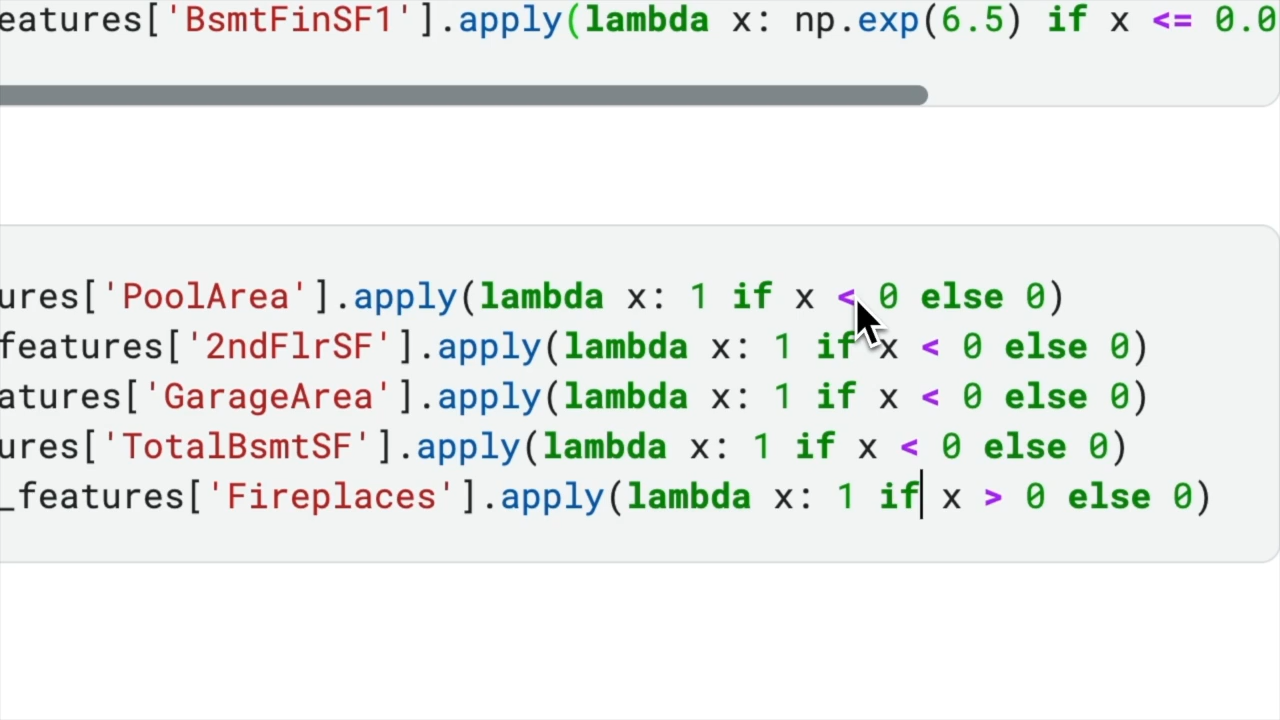 eatures['BsmtFinSF1'].apply(lambda x: np.exp(6.5) if x <= 0.0
ures['PoolArea'].apply(lambda x: 1 if x < 0 else 0)
features['2ndFlrSF'].apply(lambda x: 1 if x < 0 else 0)
atures['GarageArea'].apply(lambda x: 1 if x < 0 else 0)
ures['TotalBsmtSF'].apply(lambda x: 1 if x < 0 else 0)
_features['Fireplaces'].apply(lambda x: 1 if x > 0 else 0)